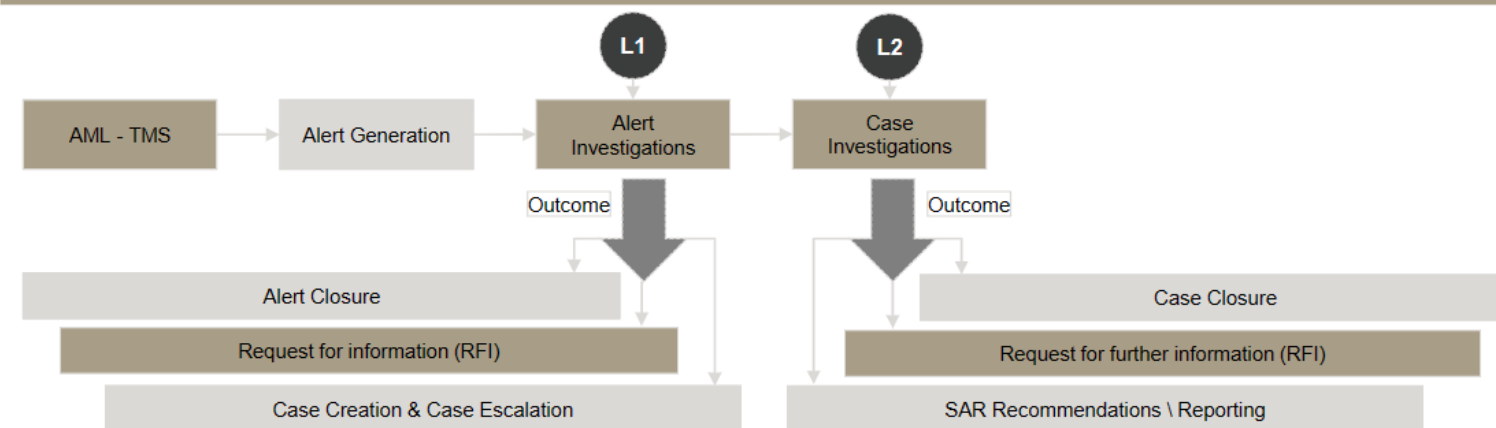 L1
L2
AML - TMS
Alert Generation
Alert
Investigations
Case
Investigations
Outcome
Outcome
Alert Closure
Case Closure
Request for information (RFI)
Request for further information (RFI)
Case Creation & Case Escalation
SAR Recommendations \ Reporting